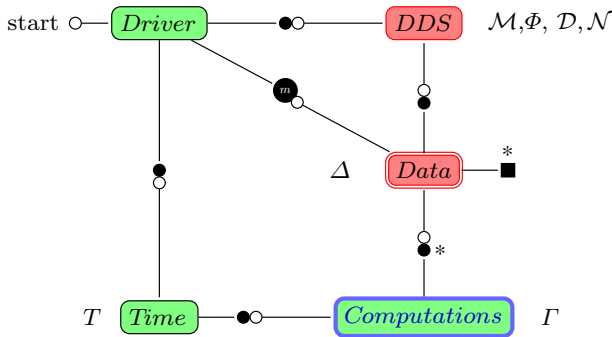 start Driver DDS ℳ,Φ, 𝒟,𝒩
m
*
Δ Data
*
T Time Computations Γ